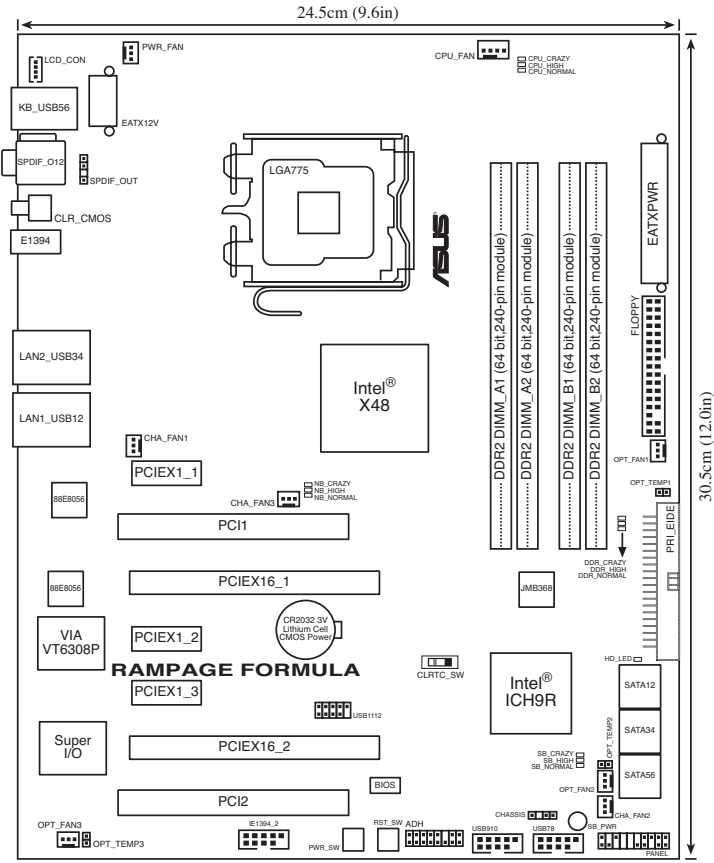 24.5cm (9.6in)
PWR_FAN
LCD_CON
CPU_FAN
CPU_CRAZY
CPU_HIGH
CPU_NORMAL
KB_USB56
EATX12V
SPDIF_O12
SPDIF_OUT
LGA775
CLR_CMOS
E1394
ASUS
EATXPWR
DDR2 DIMM_A1 (64 bit,240-pin module)
DDR2 DIMM_A2 (64 bit,240-pin module)
DDR2 DIMM_B1 (64 bit,240-pin module)
DDR2 DIMM_B2 (64 bit,240-pin module)
FLOPPY
30.5cm (12.0in)
LAN2_USB34
Intel®
X48
LAN1_USB12
CHA_FAN1
OPT_FAN1
PCIEX1_1
NB_CRAZY
NB_HIGH
NB_NORMAL
CHA_FAN3
OPT_TEMP1
88E8056
PCI1
PRI_EIDE
DDR_CRAZY
DDR_HIGH
DDR_NORMAL
88E8056
PCIEX16_1
JMB368
CR2032 3V
Lithium Cell
CMOS Power
VIA
VT6308P
PCIEX1_2
RAMPAGE FORMULA
CLRTC_SW
HD_LED
Intel®
ICH9R
SATA12
PCIEX1_3
USB1112
Super
I/O
PCIEX16_2
OPT_TEMP2
SATA34
SB_CRAZY
SB_HIGH
SB_NORMAL
SATA56
BIOS
OPT_FAN2
PCI2
CHASSIS
CHA_FAN2
OPT_FAN3
OPT_TEMP3
IE1394_2
PWR_SW
RST_SW
ADH
USB910
USB78
SB_PWR
PANEL